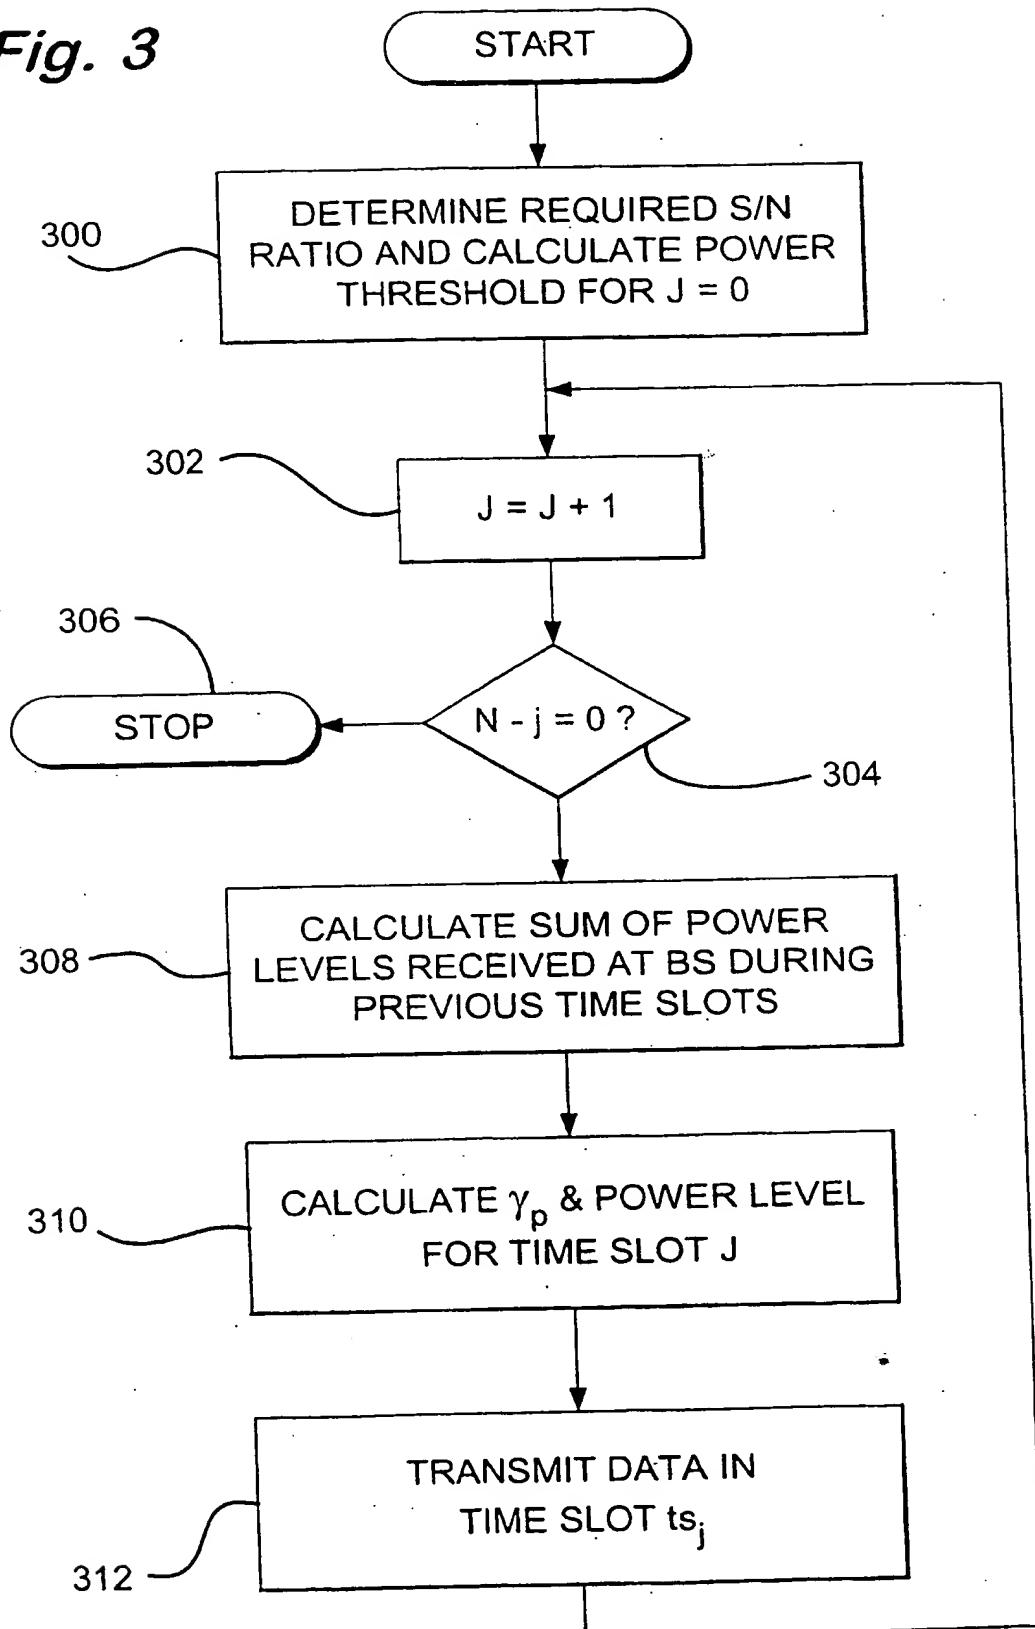 Fig. 3
START
300
DETERMINE REQUIRED S/N
RATIO AND CALCULATE POWER
THRESHOLD FOR J = 0
302
J = J + 1
306
STOP
N - j = 0 ?
304
308
CALCULATE SUM OF POWER
LEVELS RECEIVED AT BS DURING
PREVIOUS TIME SLOTS
310
CALCULATE γp & POWER LEVEL
FOR TIME SLOT J
312
TRANSMIT DATA IN
TIME SLOT tsj